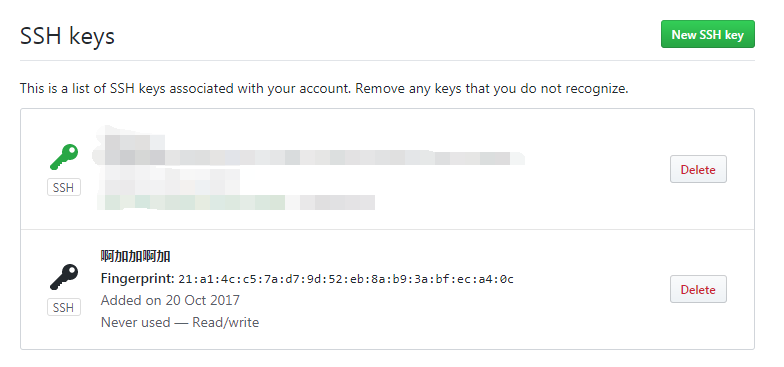 SSH keys
New SSH key
This is a list of SSH keys associated with your account. Remove any keys that you do not recognize.
SSH
Delete
啊加加啊加
Fingerprint: 21:a1:4c:c5:7a:d7:9d:52:eb:8a:b9:3a:bf:ec:a4:0c
Added on 20 Oct 2017
Never used — Read/write
SSH
Delete